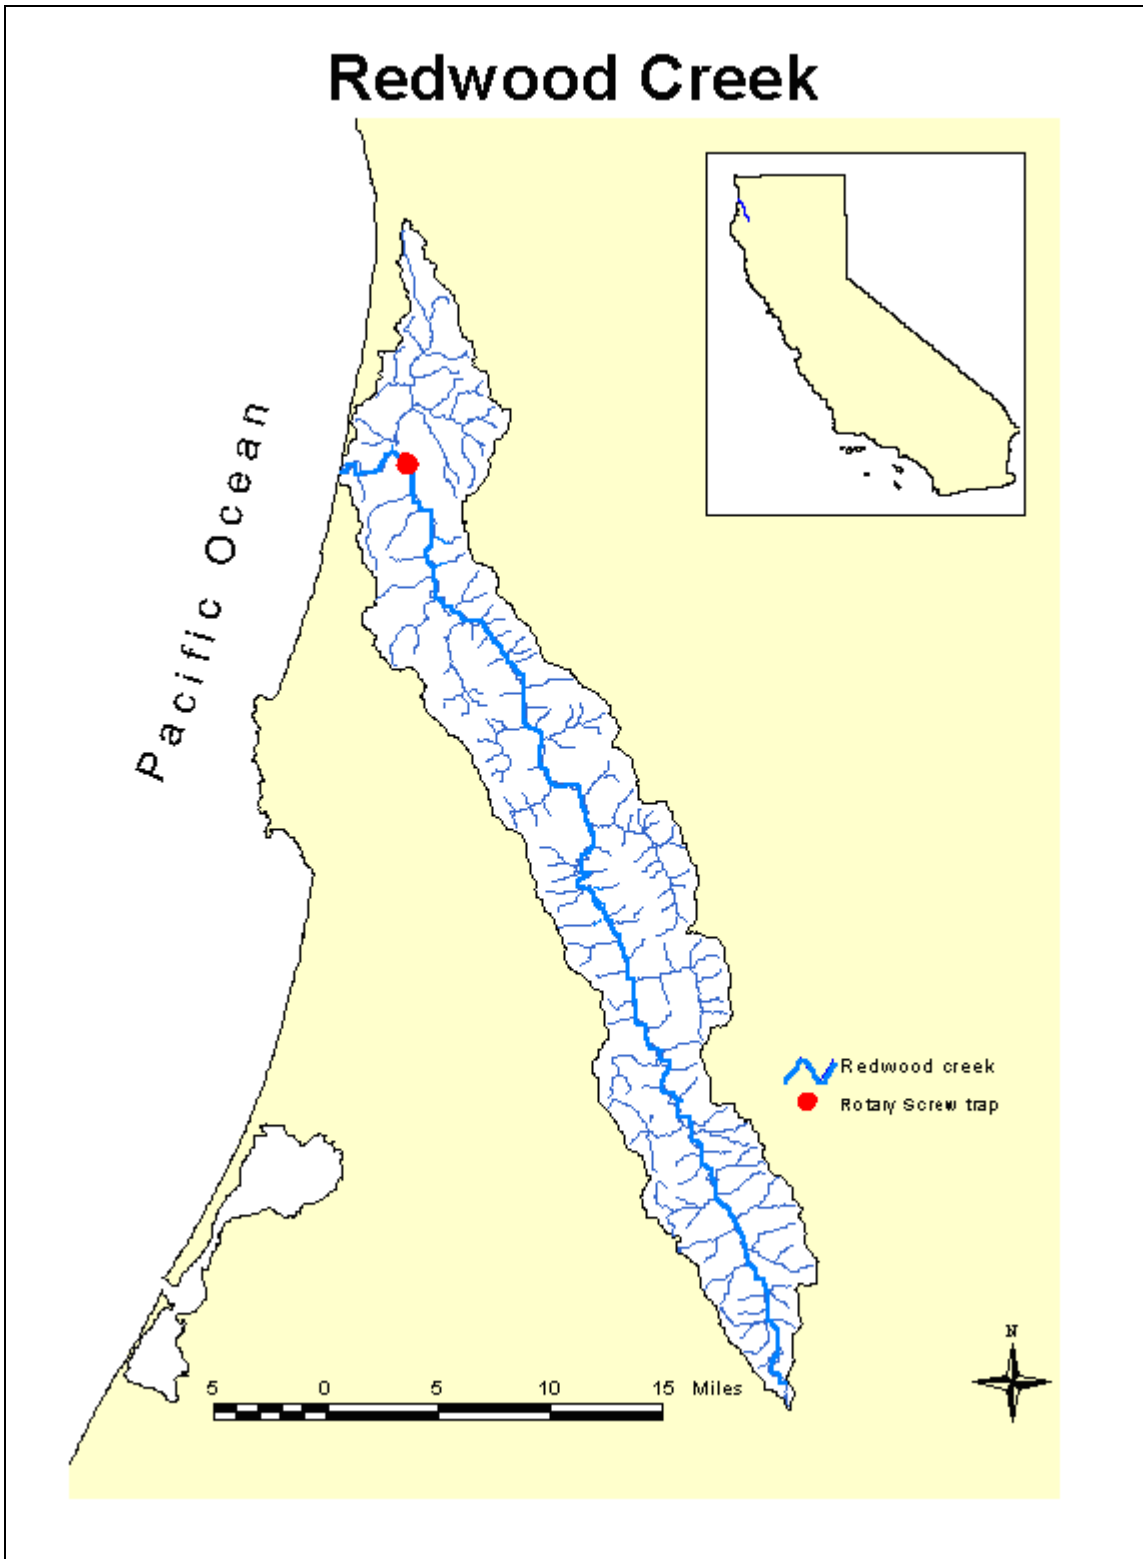 Redwood Creek
Pacific Ocean
Redwood creek
Rotary Screw trap
N
5 0 5 10 15 Miles